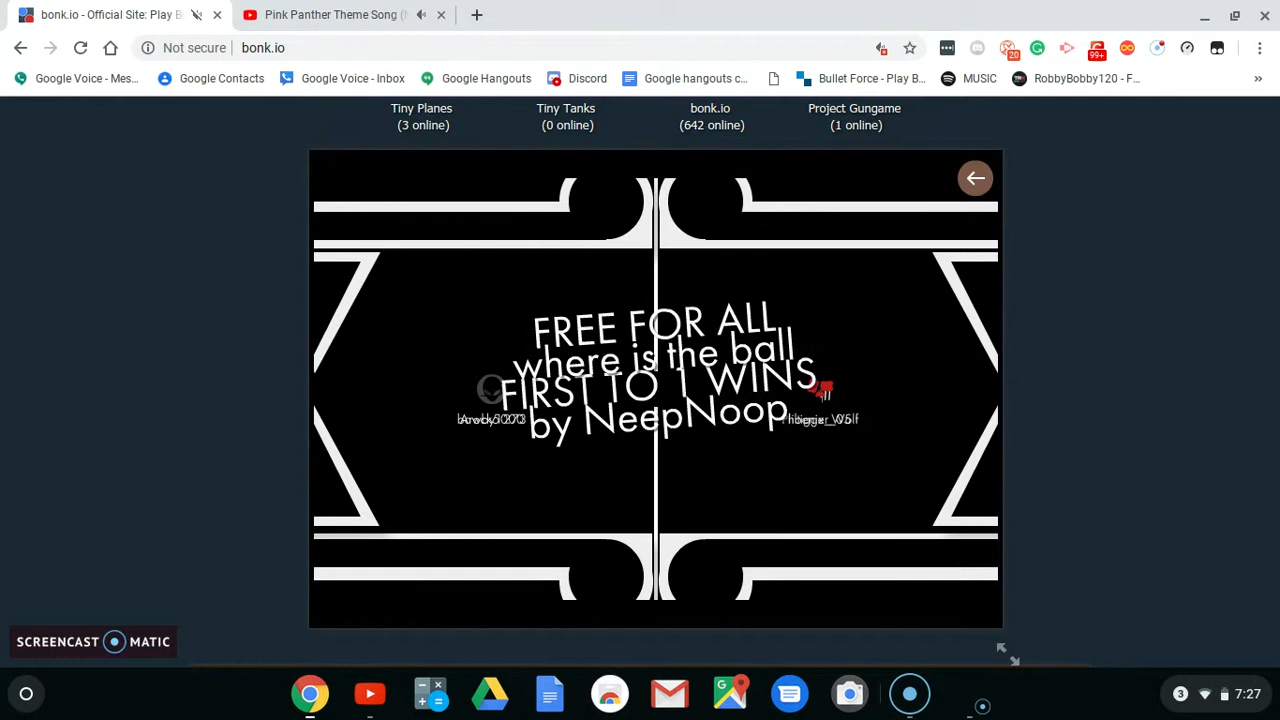 bonk.io - Official Site: Play B
Pink Panther Theme Song (
Not secure
bonk.io
20
99+
Google Voice - Mes...
Google Contacts
Google Voice - Inbox
Google Hangouts
Discord
Google hangouts c...
Bullet Force - Play B...
MUSIC
RobbyBobby120 - F...
»
Tiny Planes
(3 online)
Tiny Tanks
(0 online)
bonk.io
(642 online)
Project Gungame
(1 online)
FREE FOR ALL
where is the ball
FIRST TO 1 WINS
by NeepNoop
SCREENCAST MATIC
3
7:27